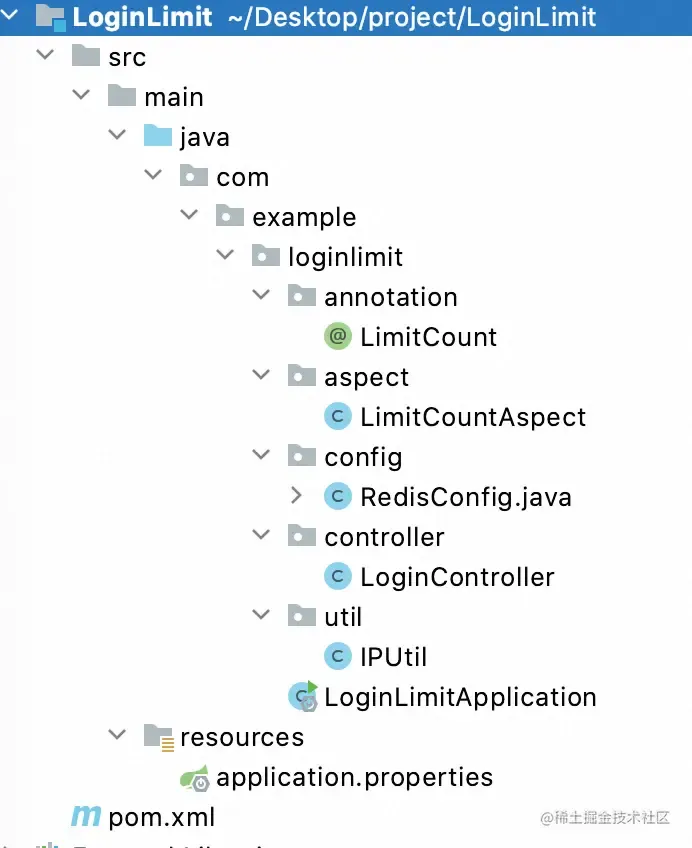 LoginLimit ~/Desktop/project/LoginLimit
src
main
java
com
example
loginlimit
annotation
@ LimitCount
aspect
C LimitCountAspect
config
C RedisConfig.java
controller
C LoginController
util
C IPUtil
C LoginLimitApplication
resources
application.properties
m pom.xml
@稀土掘金技术社区